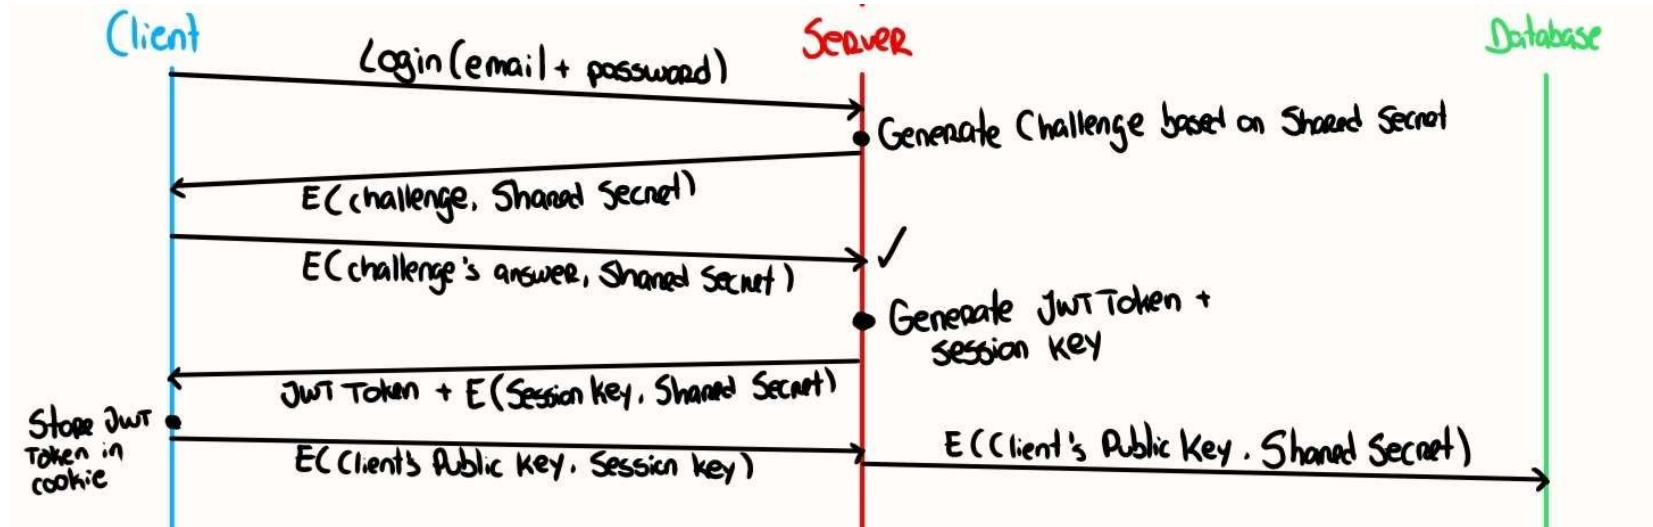 Client
Server
Database
Login (email + password)
Generate Challenge based on Shared Secret
E(challenge, Shared Secret)
E(challenge's answer, Shared Secret)
Generate JWT Token +
session key
JWT Token + E(Session key, Shared Secret)
Store JWT
Token in
cookie
E(Client's Public Key, Session key)
E(Client's Public Key, Shared Secret)